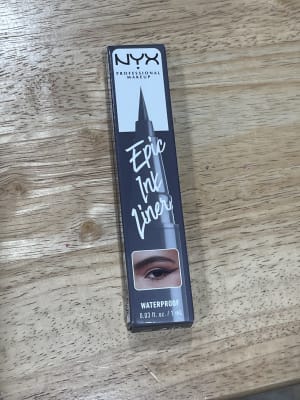 NYX
PROFESSIONAL
MAKEUP
Epic
Ink
Liner
WATERPROOF
0.03 fl. oz. / 1 mL